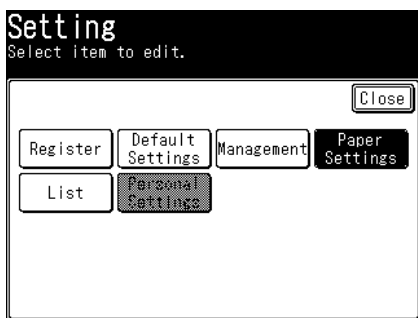 Setting
Select item to edit.
Close
Register
Default
Settings
Management
Paper
Settings
List
Personal
Settings